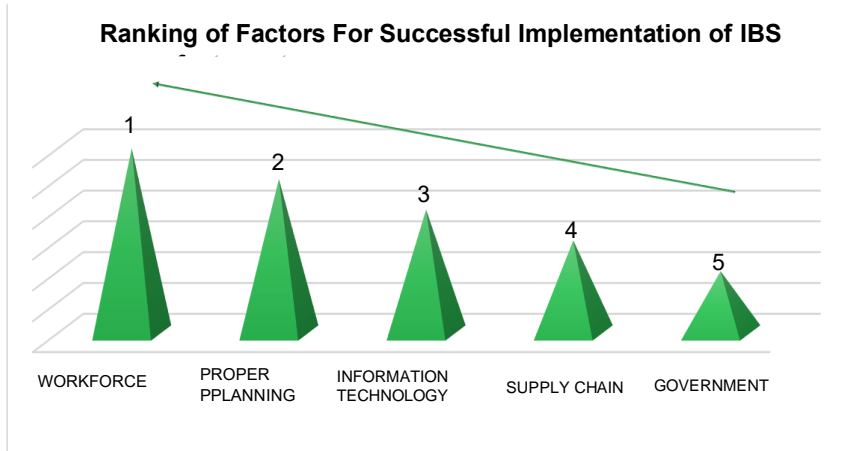 Ranking of Factors For Successful Implementation of IBS
1
2
3
4
5
WORKFORCE
PROPER
PPLANNING
INFORMATION
TECHNOLOGY
SUPPLY CHAIN
GOVERNMENT